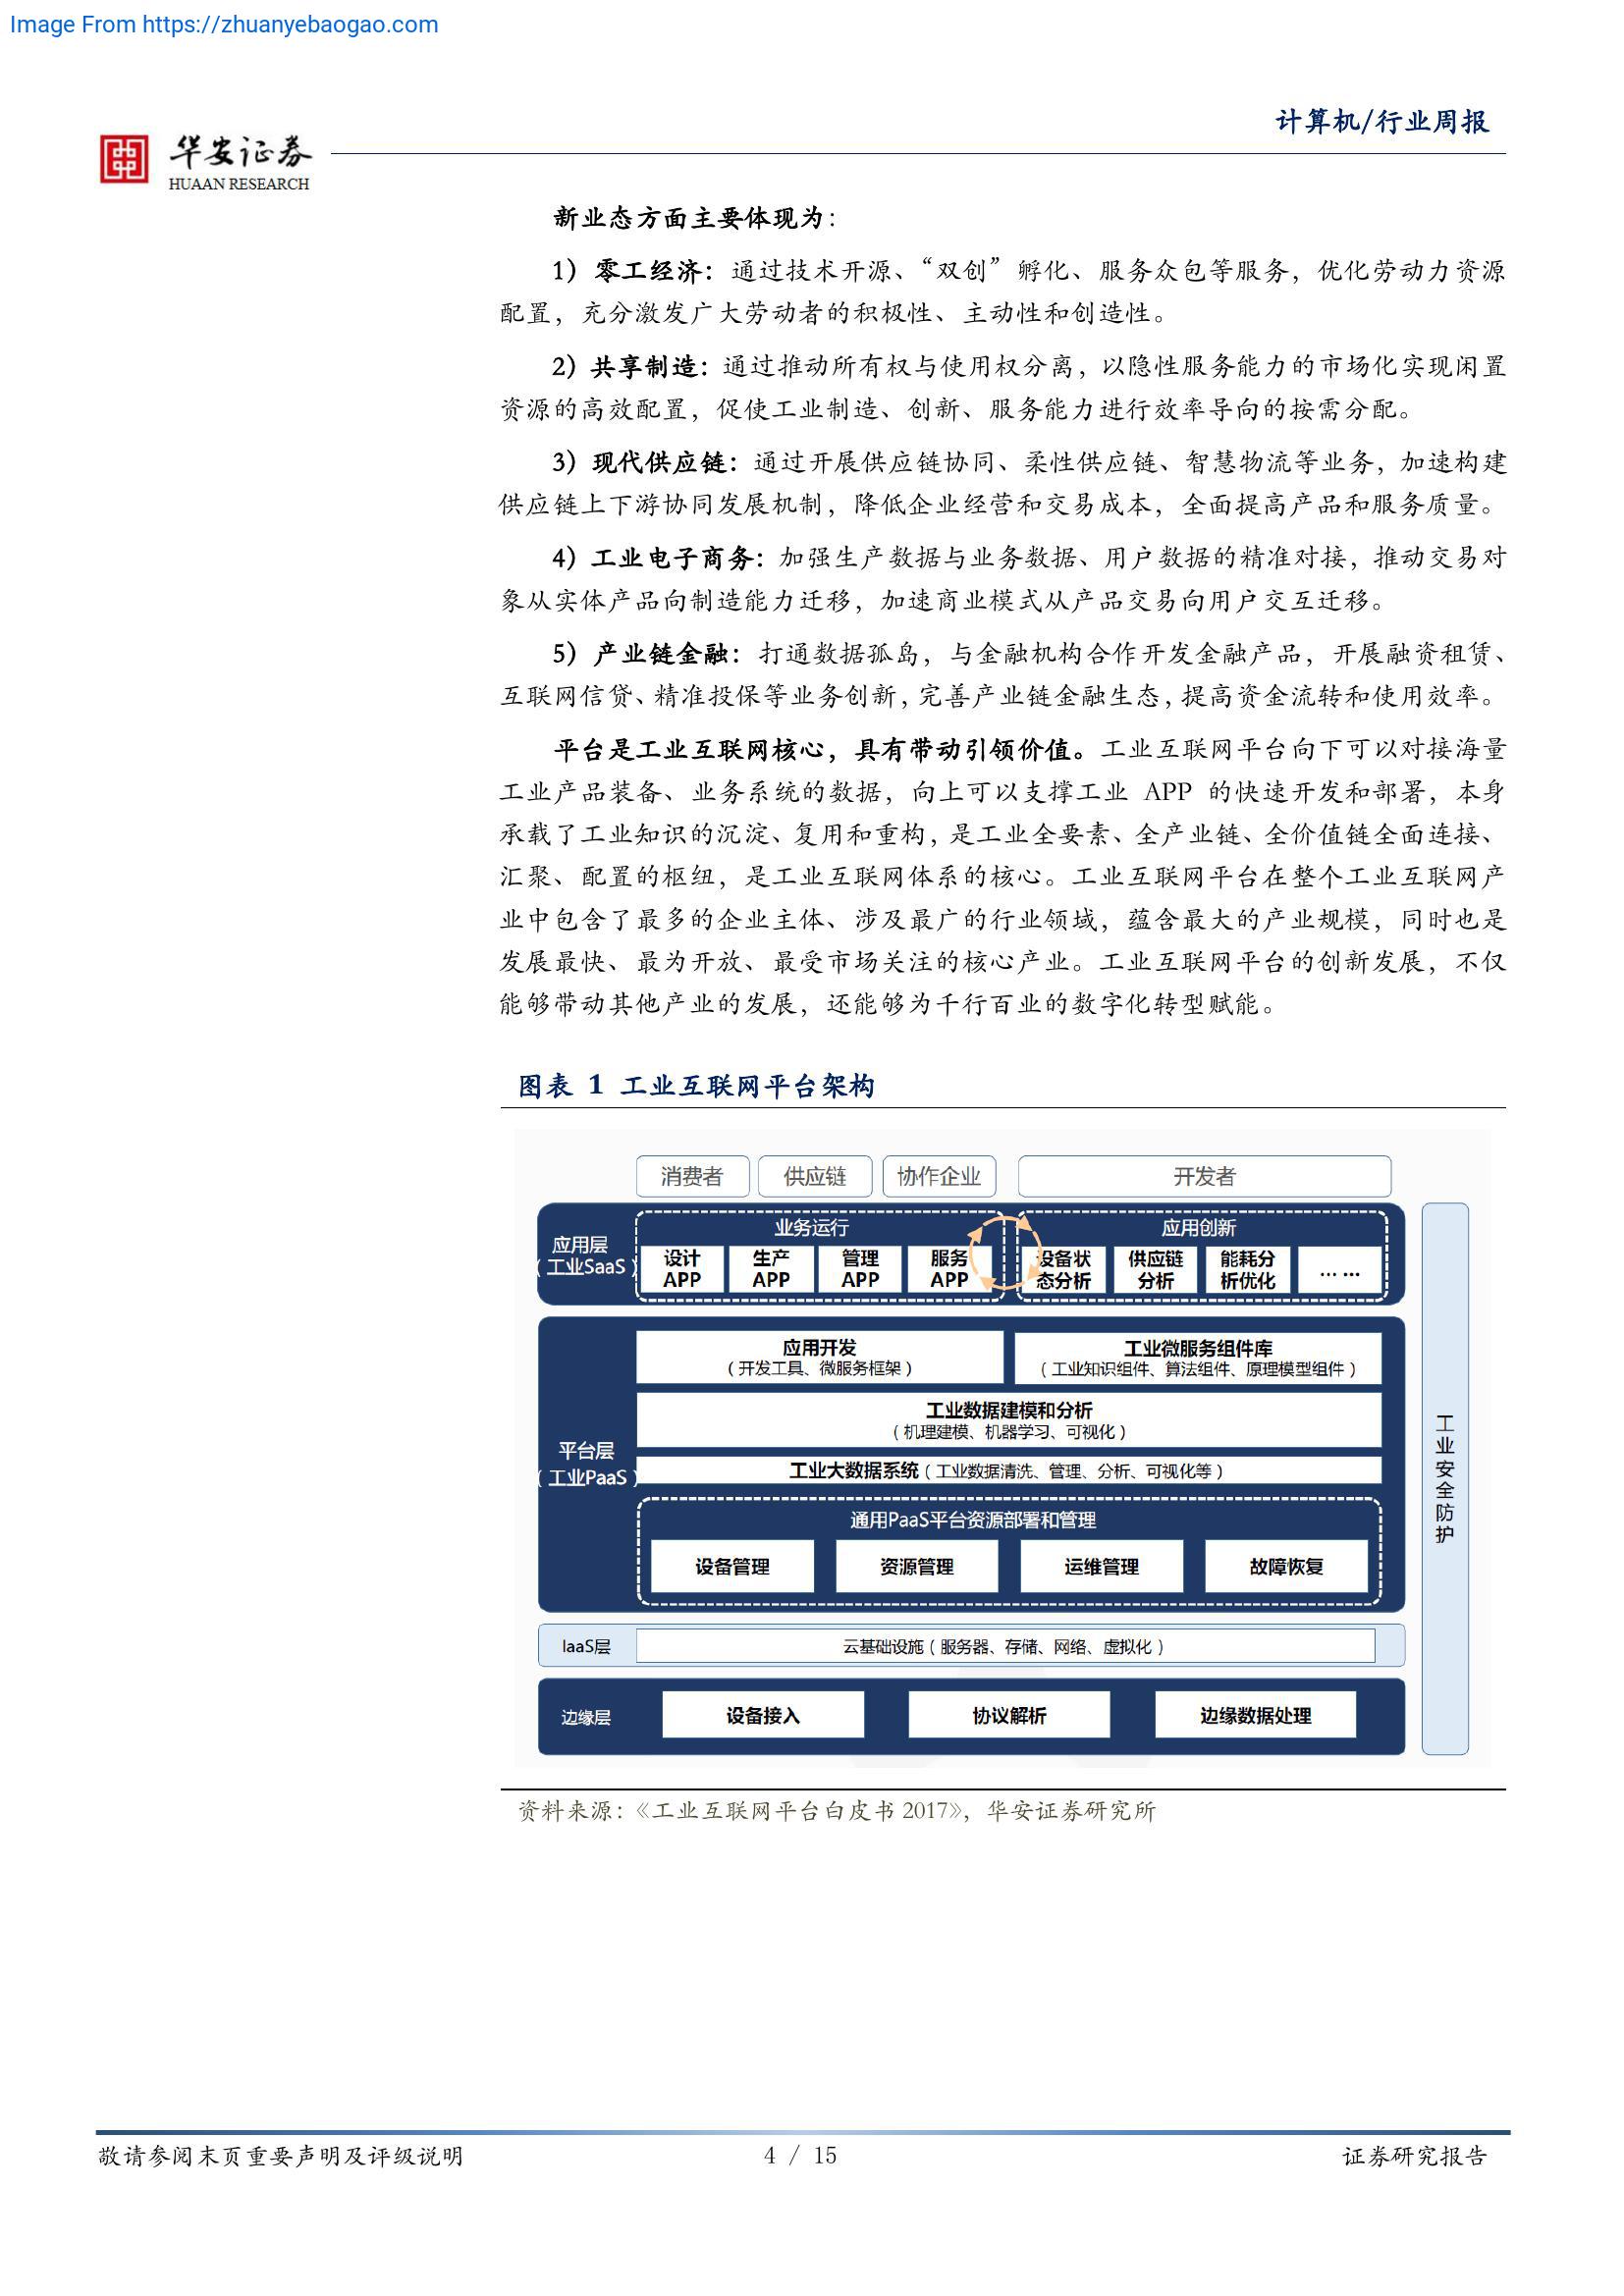 Image From https://zhuanyebaogao.com
华安证券
HUAAN RESEARCH
计算机/行业周报
新业态方面主要体现为：
1）零工经济：通过技术开源、“双创”孵化、服务众包等服务，优化劳动力资源
配置，充分激发广大劳动者的积极性、主动性和创造性。
2）共享制造：通过推动所有权与使用权分离，以隐性服务能力的市场化实现闲置
资源的高效配置，促使工业制造、创新、服务能力进行效率导向的按需分配。
3）现代供应链：通过开展供应链协同、柔性供应链、智慧物流等业务，加速构建
供应链上下游协同发展机制，降低企业经营和交易成本，全面提高产品和服务质量。
4）工业电子商务：加强生产数据与业务数据、用户数据的精准对接，推动交易对
象从实体产品向制造能力迁移，加速商业模式从产品交易向用户交互迁移。
5）产业链金融：打通数据孤岛，与金融机构合作开发金融产品，开展融资租赁、
互联网信贷、精准投保等业务创新，完善产业链金融生态，提高资金流转和使用效率。
平台是工业互联网核心，具有带动引领价值。工业互联网平台向下可以对接海量
工业产品装备、业务系统的数据，向上可以支撑工业 APP 的快速开发和部署，本身
承载了工业知识的沉淀、复用和重构，是工业全要素、全产业链、全价值链全面连接、
汇聚、配置的枢纽，是工业互联网体系的核心。工业互联网平台在整个工业互联网产
业中包含了最多的企业主体、涉及最广的行业领域，蕴含最大的产业规模，同时也是
发展最快、最为开放、最受市场关注的核心产业。工业互联网平台的创新发展，不仅
能够带动其他产业的发展，还能够为千行百业的数字化转型赋能。
图表 1 工业互联网平台架构
消费者 供应链 协作企业 开发者
应用层
（工业SaaS）
业务运行
设计
APP
生产
APP
管理
APP
服务
APP
应用创新
设备状
态分析
供应链
分析
能耗分
析优化
... ...
平台层
（工业PaaS）
应用开发
（开发工具、微服务框架）
工业微服务组件库
（工业知识组件、算法组件、原理模型组件）
工业数据建模和分析
（机理建模、机器学习、可视化）
工业大数据系统（工业数据清洗、管理、分析、可视化等）
通用PaaS平台资源部署和管理
设备管理 资源管理 运维管理 故障恢复
IaaS层
云基础设施（服务器、存储、网络、虚拟化）
边缘层
设备接入 协议解析 边缘数据处理
工业安全防护
资料来源：《工业互联网平台白皮书 2017》，华安证券研究所
敬请参阅末页重要声明及评级说明 4 / 15 证券研究报告